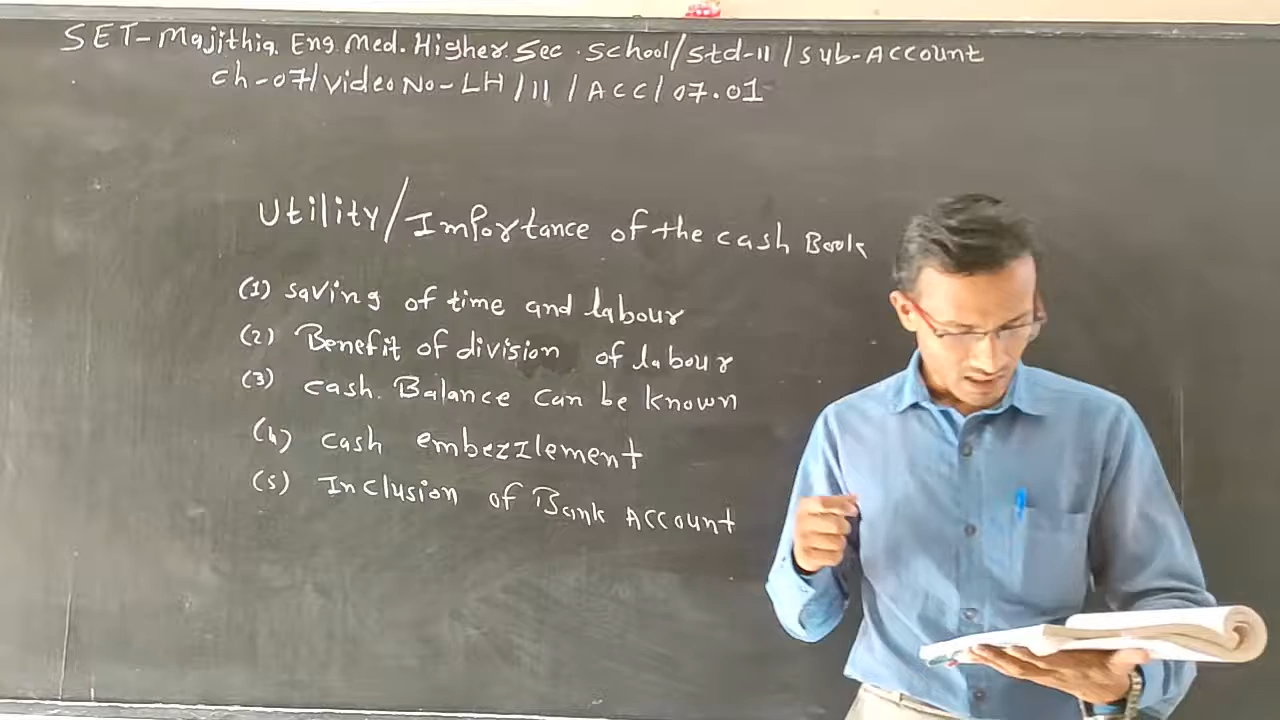 SET-Majithia Eng. Med. Higher. Sec. School/std-11/sub-Account
ch-07/video No-LH/11/ACC/07.01
Utility/Importance of the cash Book
(1) saving of time and labour
(2) Benefit of division of labour
(3) cash. Balance can be known
(4) cash embezzlement
(5) Inclusion of Bank Account